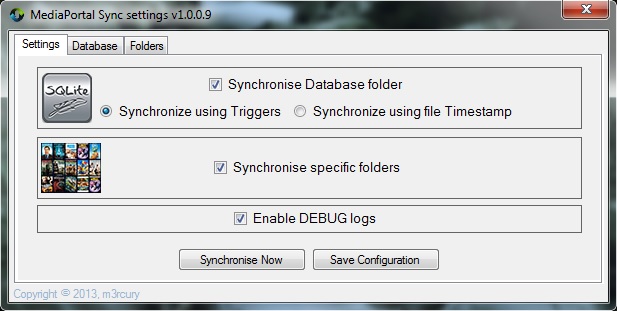 MediaPortal Sync settings v1.0.0.9
Settings Database Folders
SQLite
Synchronise Database folder
Synchronize using Triggers Synchronize using file Timestamp
Synchronise specific folders
Enable DEBUG logs
Synchronise Now Save Configuration
Copyright © 2013, m3rcury